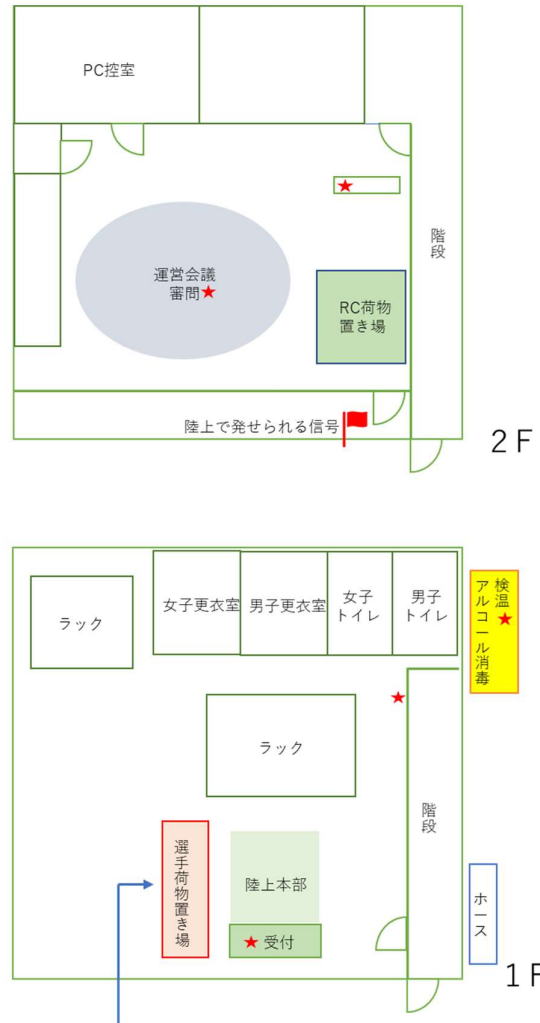 PC控室
階段
★
運営会議
審問★
RC荷物
置き場
陸上で発せられる信号
2F
女子更衣室
男子更衣室
女子
トイレ
男子
トイレ
検温★
アルコール消毒
ラック
★
ラック
階段
選手荷物置き場
陸上本部
★受付
ホース
1F